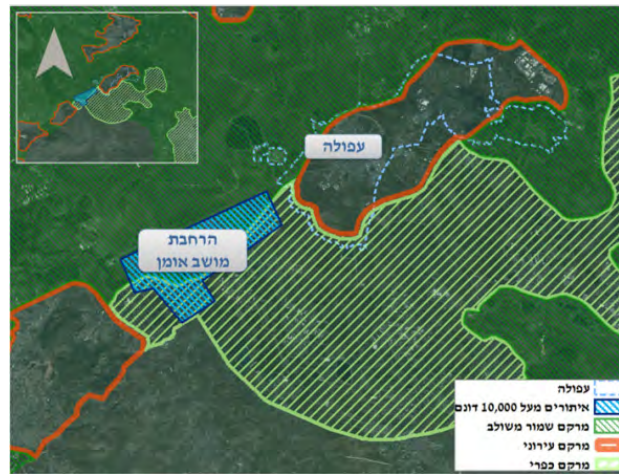 עפולה
הרחבת
מושב אומן
עפולה
איתורים מעל 10,000 דונם
מרקם שמור משולב
מרקם עירוני
מרקם כפרי